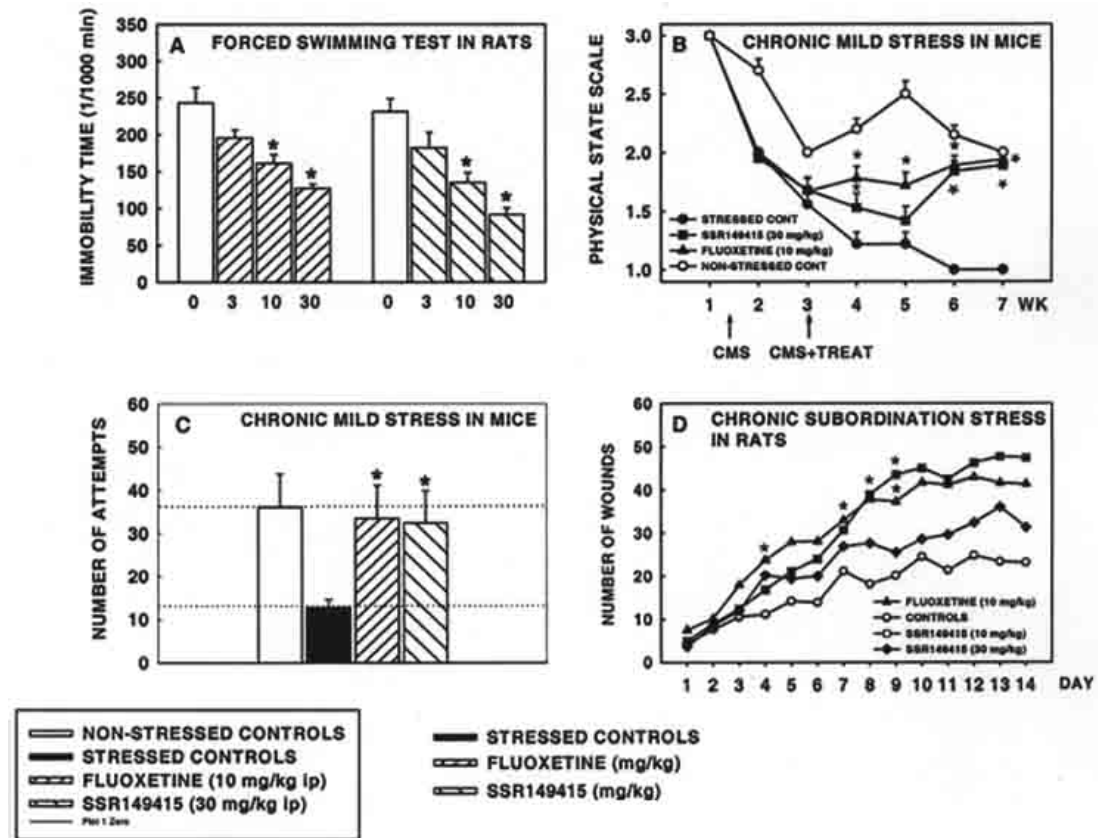 A FORCED SWIMMING TEST IN RATS
IMMOBILITY TIME (1/1000 min)
350
300
250
200
150
100
50
0
* * * *
0 3 10 30 0 3 10 30
B CHRONIC MILD STRESS IN MICE
PHYSICAL STATE SCALE
3.0
2.5
2.0
1.5
1.0
* * * * * * *
STRESSED CONT
SSR149415 (30 mg/kg)
FLUOXETINE (10 mg/kg)
NON-STRESSED CONT
1 2 3 4 5 6 7 WK
CMS CMS+TREAT
C CHRONIC MILD STRESS IN MICE
NUMBER OF ATTEMPTS
60
50
40
30
20
10
0
* *
D CHRONIC SUBORDINATION STRESS
IN RATS
NUMBER OF WOUNDS
60
50
40
30
20
10
0
* * * * *
FLUOXETINE (10 mg/kg)
CONTROLS
SSR149415 (10 mg/kg)
SSR149415 (30 mg/kg)
1 2 3 4 5 6 7 8 9 10 11 12 13 14 DAY
NON-STRESSED CONTROLS
STRESSED CONTROLS
FLUOXETINE (10 mg/kg ip)
SSR149415 (30 mg/kg ip)
Plot 1 Zero
STRESSED CONTROLS
FLUOXETINE (mg/kg)
SSR149415 (mg/kg)